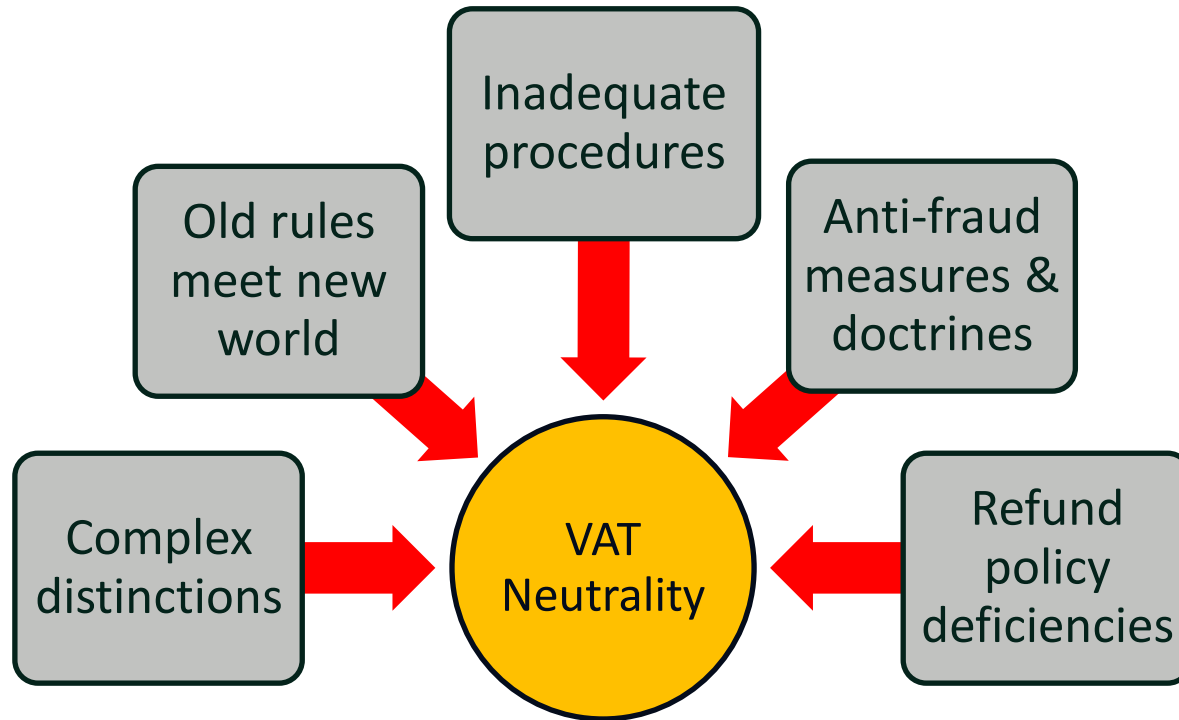 Inadequate
procedures
Old rules
meet new
world
Anti-fraud
measures &
doctrines
Complex
distinctions
VAT
Neutrality
Refund
policy
deficiencies